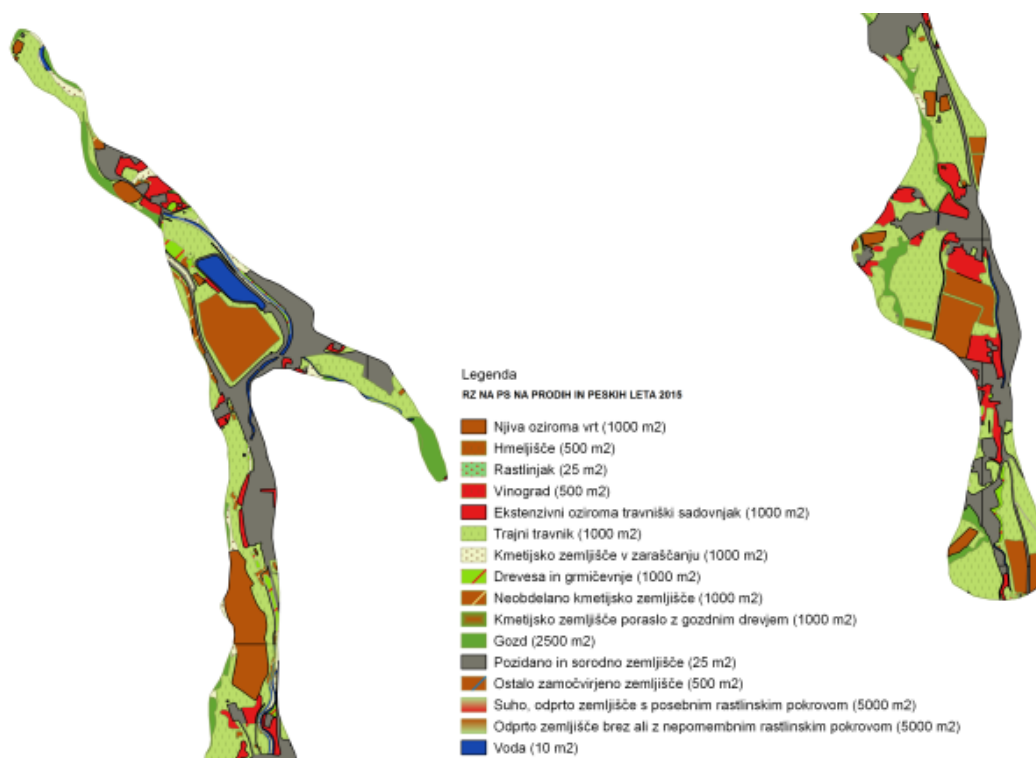 Legenda
RZ NA PS NA PRODIH IN PESKIH LETA 2015
Njiva oziroma vrt (1000 m2)
Hmeljišče (500 m2)
Rastlinjak (25 m2)
Vinograd (500 m2)
Ekstenzivni oziroma travniški sadovnjak (1000 m2)
Trajni travnik (1000 m2)
Kmetijsko zemljišče v zaraščanju (1000 m2)
Drevesa in grmičevnje (1000 m2)
Neobdelano kmetijsko zemljišče (1000 m2)
Kmetijsko zemljišče poraslo z gozdnim drevjem (1000 m2)
Gozd (2500 m2)
Pozidano in sorodno zemljišče (25 m2)
Ostalo zamočvirjeno zemljišče (500 m2)
Suho, odprto zemljišče s posebnim rastlinskim pokrovom (5000 m2)
Odprto zemljišče brez ali z nepomembnim rastlinskim pokrovom (5000 m2)
Voda (10 m2)